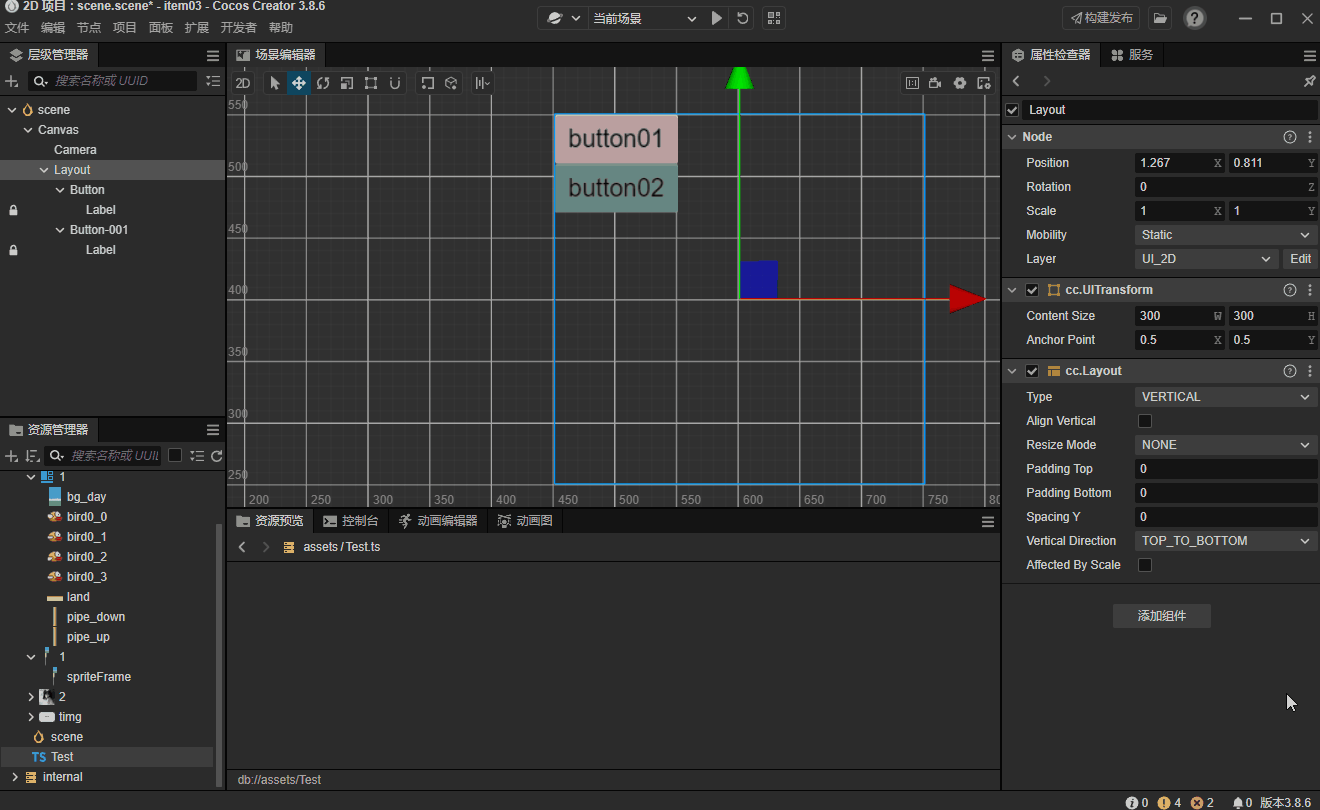 2D 项目 : scene.scene* - item03 - Cocos Creator 3.8.6
文件 编辑 节点 项目 面板 扩展 开发者 帮助
当前场景
构建发布
层级管理器
搜索名称或 UUID
scene
Canvas
Camera
Layout
Button
Label
Button-001
Label
资源管理器
搜索名称或 UUI
1
bg_day
bird0_0
bird0_1
bird0_2
bird0_3
land
pipe_down
pipe_up
1
spriteFrame
2
timg
scene
TS Test
internal
场景编辑器
2D
550
500
450
400
350
300
250
200 250 300 350 400 450 500 550 600 650 700 750 80
button01
button02
资源预览 控制台 动画编辑器 动画图
assets / Test.ts
db://assets/Test
属性检查器 服务
Layout
Node
Position 1.267 X 0.811 Y
Rotation 0 Z
Scale 1 X 1 Y
Mobility Static
Layer UI_2D Edit
cc.UITransform
Content Size 300 W 300 H
Anchor Point 0.5 X 0.5 Y
cc.Layout
Type VERTICAL
Align Vertical
Resize Mode NONE
Padding Top 0
Padding Bottom 0
Spacing Y 0
Vertical Direction TOP_TO_BOTTOM
Affected By Scale
添加组件
0 4 2 0 版本3.8.6